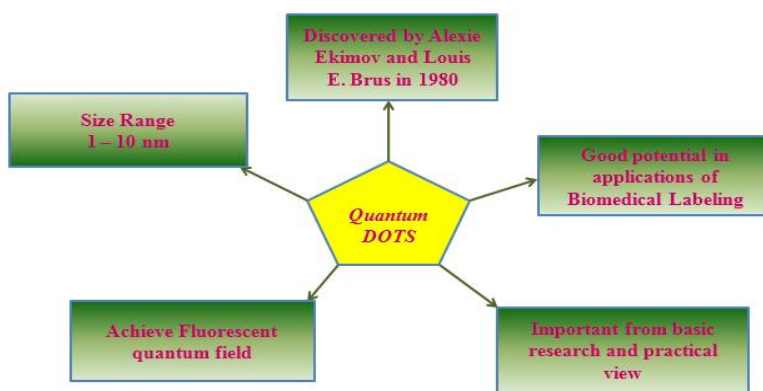 Discovered by Alexie
Ekimov and Louis
E. Brus in 1980
Size Range
1 – 10 nm
Good potential in
applications of
Biomedical Labeling
Quantum
DOTS
Achieve Fluorescent
quantum field
Important from basic
research and practical
view